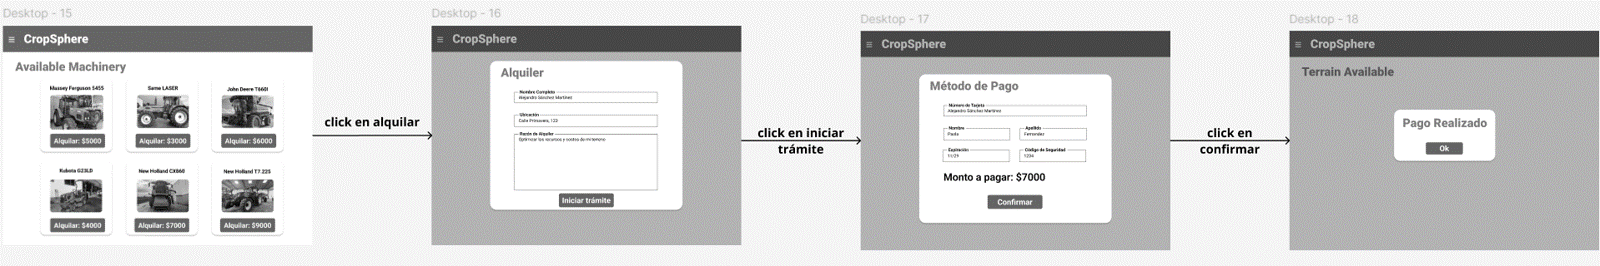 Desktop - 15
≡ CropSphere
Available Machinery
Massey Ferguson 5455
Same LASER
John Deere T660I
Alquilar: $5000
Alquilar: $3000
Alquilar: $6000
Kubota G23LD
New Holland CX860
New Holland T7.225
Alquilar: $4000
Alquilar: $7000
Alquilar: $9000
click en alquilar
Desktop - 16
≡ CropSphere
Alquiler
Nombre Completo
Alejandro Sánchez Martínez
Ubicación
Calle Primavera, 123
Razón de Alquiler
Optimizar los recursos y costos de mi terreno
Iniciar trámite
click en iniciar
trámite
Desktop - 17
≡ CropSphere
Método de Pago
Número de Tarjeta
Alejandro Sánchez Martínez
Nombre
Paula
Apellido
Fernandez
Expiración
11/29
Código de Seguridad
1234
Monto a pagar: $7000
Confirmar
click en
confirmar
Desktop - 18
≡ CropSphere
Terrain Available
Pago Realizado
Ok